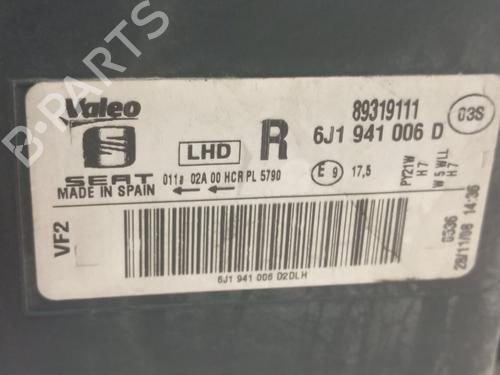 B-PARTS
Valeo
89319111
03S
LHD
R
6J1 941 006 D
SEAT
011a 02A 00 HCR PL 5790
E 9
17,5
PY21W
H7
W 5 WLL
H7
MADE IN SPAIN
VF2
0536
28/11/08 14:36
6J1 941 006 D2DLH